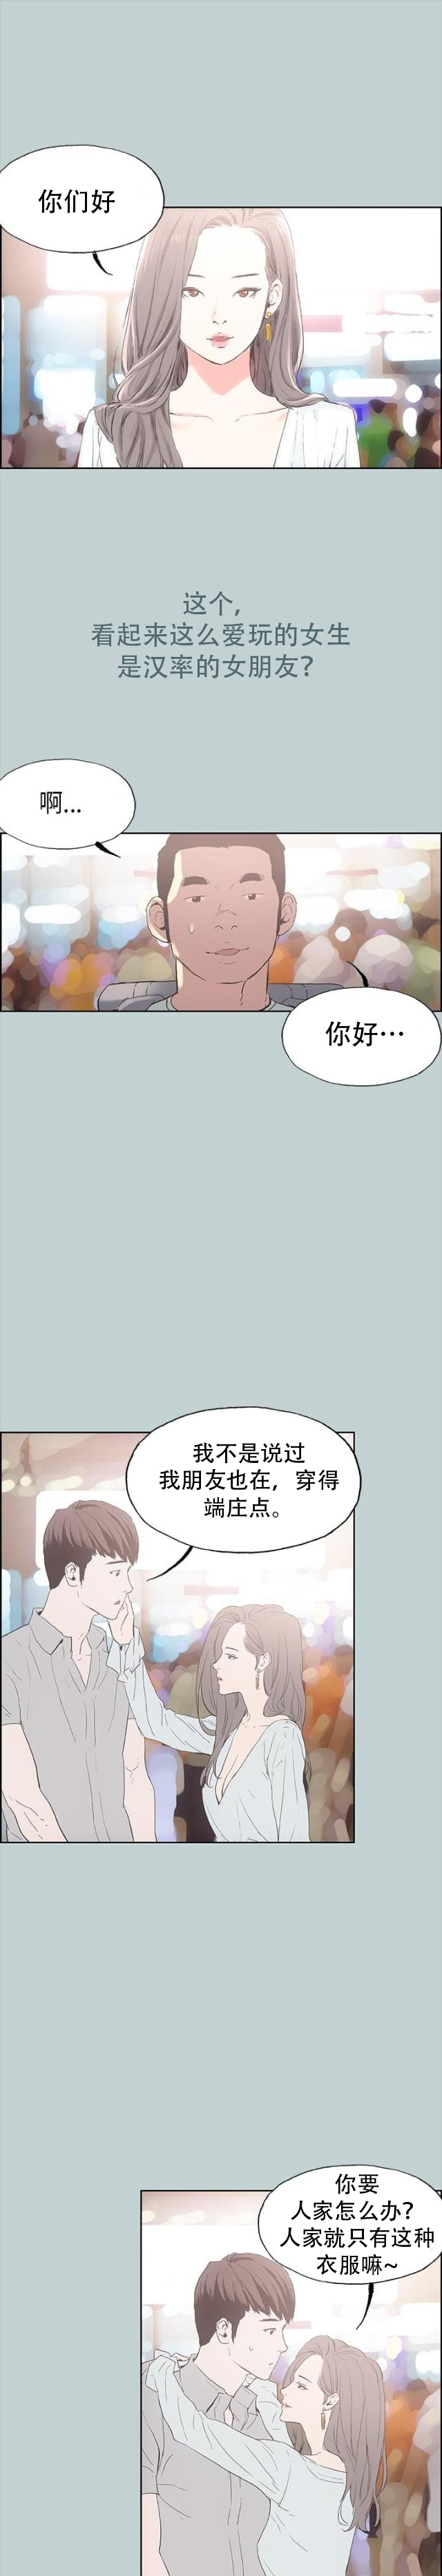 你们好
这个,
看起来这么爱玩的女生
是汉率的女朋友?
啊...
你好…
我不是说过
我朋友也在，穿得
端庄点。
你要
人家怎么办?
人家就只有这种
衣服嘛~